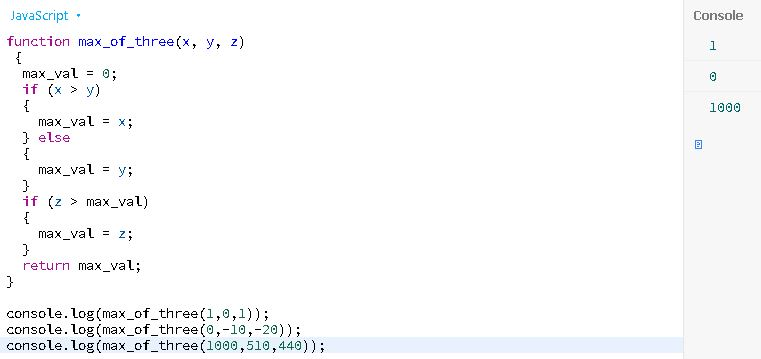 JavaScript
function max_of_three(x, y, z)
{
max_val = 0;
if (x > y)
{
max_val = x;
} else
{
max_val = y;
}
if (z > max_val)
{
max_val = z;
}
return max_val;
}
console.log(max_of_three(1,0,1));
console.log(max_of_three(0,-10,-20));
console.log(max_of_three(1000,510,440));
Console
1
0
1000